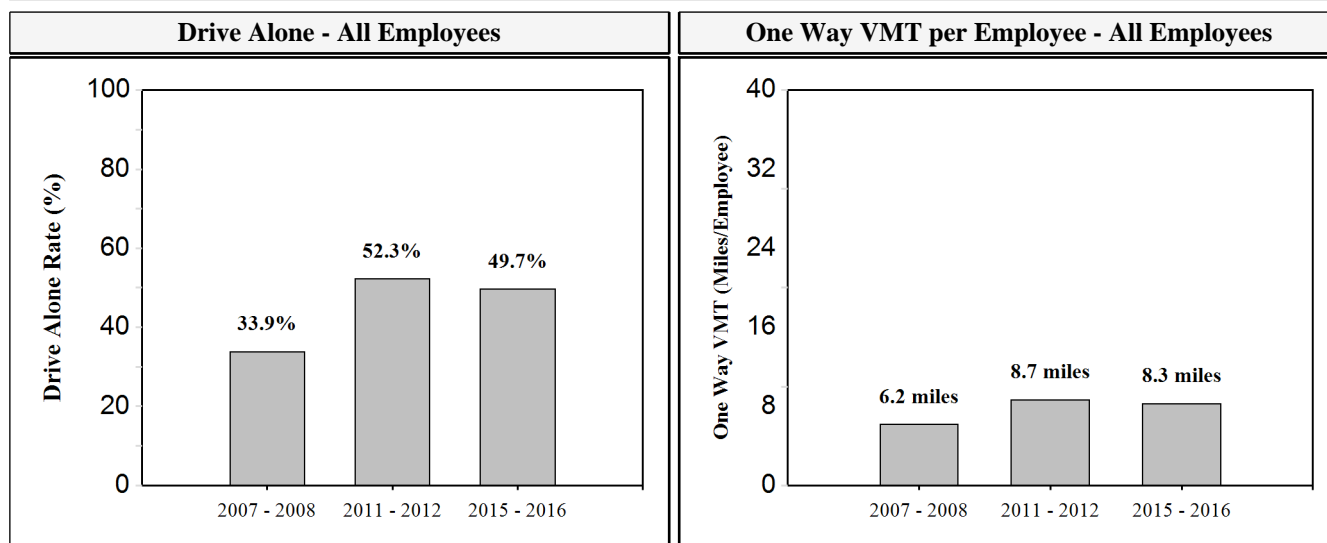 Drive Alone - All Employees
One Way VMT per Employee - All Employees
Drive Alone Rate (%)
100
80
60
40
20
0
33.9%
52.3%
49.7%
2007 - 2008
2011 - 2012
2015 - 2016
One Way VMT (Miles/Employee)
40
32
24
16
8
0
6.2 miles
8.7 miles
8.3 miles
2007 - 2008
2011 - 2012
2015 - 2016